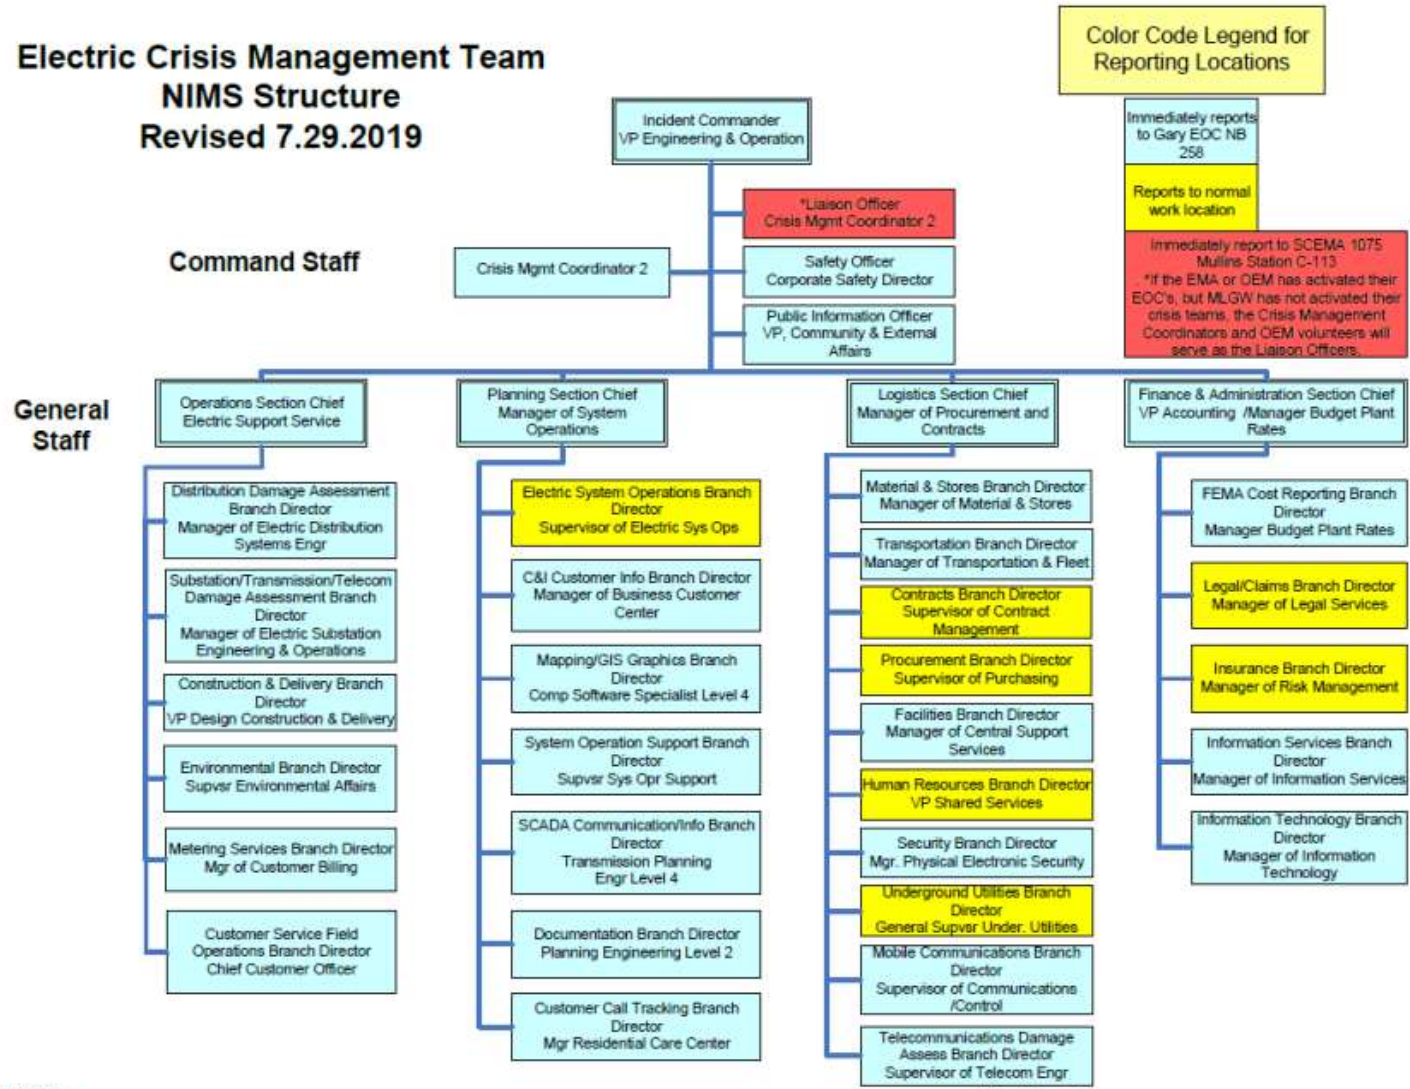 Electric Crisis Management Team
NIMS Structure
Revised 7.29.2019
Color Code Legend for
Reporting Locations
Immediately reports
to Gary EOC NB
258
Reports to normal
work location
Immediately report to SCEMA 1075
Mullins Station C-113
. *If the EMA or OEM has activated their
EOC's, but MLGW has not activated their
crisis teams, the Crisis Management
Coordinators and OEM volunteers will
serve as the Liaison Officers.
Incident Commander
VP Engineering & Operation
*Liaison Officer
Crisis Mgmt Coordinator 2
Command Staff
Crisis Mgmt Coordinator 2
Safety Officer
Corporate Safety Director
Public Information Officer
VP, Community & External
Affairs
General
Staff
Operations Section Chief
Electric Support Service
Distribution Damage Assessment
Branch Director
Manager of Electric Distribution
Systems Engr
Substation/Transmission/Telecom
Damage Assessment Branch
Director
Manager of Electric Substation
Engineering & Operations
Construction & Delivery Branch
Director
VP Design Construction & Delivery
Environmental Branch Director
Supvsr Environmental Affairs
Metering Services Branch Director
Mgr of Customer Billing
Customer Service Field
Operations Branch Director
Chief Customer Officer
Planning Section Chief
Manager of System
Operations
Electric System Operations Branch
Director
Supervisor of Electric Sys Ops
C&I Customer Info Branch Director
Manager of Business Customer
Center
Mapping/GIS Graphics Branch
Director
Comp Software Specialist Level 4
System Operation Support Branch
Director
Supvsr Sys Opr Support
SCADA Communication/Info Branch
Director
Transmission Planning
Engr Level 4
Documentation Branch Director
Planning Engineering Level 2
Customer Call Tracking Branch
Director
Mgr Residential Care Center
Logistics Section Chief
Manager of Procurement and
Contracts
Material & Stores Branch Director
Manager of Material & Stores
Transportation Branch Director
Manager of Transportation & Fleet
Contracts Branch Director
Supervisor of Contract
Management
Procurement Branch Director
Supervisor of Purchasing
Facilities Branch Director
Manager of Central Support
Services
Human Resources Branch Director
VP Shared Services
Security Branch Director
Mgr. Physical Electronic Security
Underground Utilities Branch
Director
General Supvsr Under. Utilities
Mobile Communications Branch
Director
Supervisor of Communications
/Control
Telecommunications Damage
Assess Branch Director
Supervisor of Telecom Engr
Finance & Administration Section Chief
VP Accounting /Manager Budget Plant
Rates
FEMA Cost Reporting Branch
Director
Manager Budget Plant Rates
Legal/Claims Branch Director
Manager of Legal Services
Insurance Branch Director
Manager of Risk Management
Information Services Branch
Director
Manager of Information Services
Information Technology Branch
Director
Manager of Information
Technology